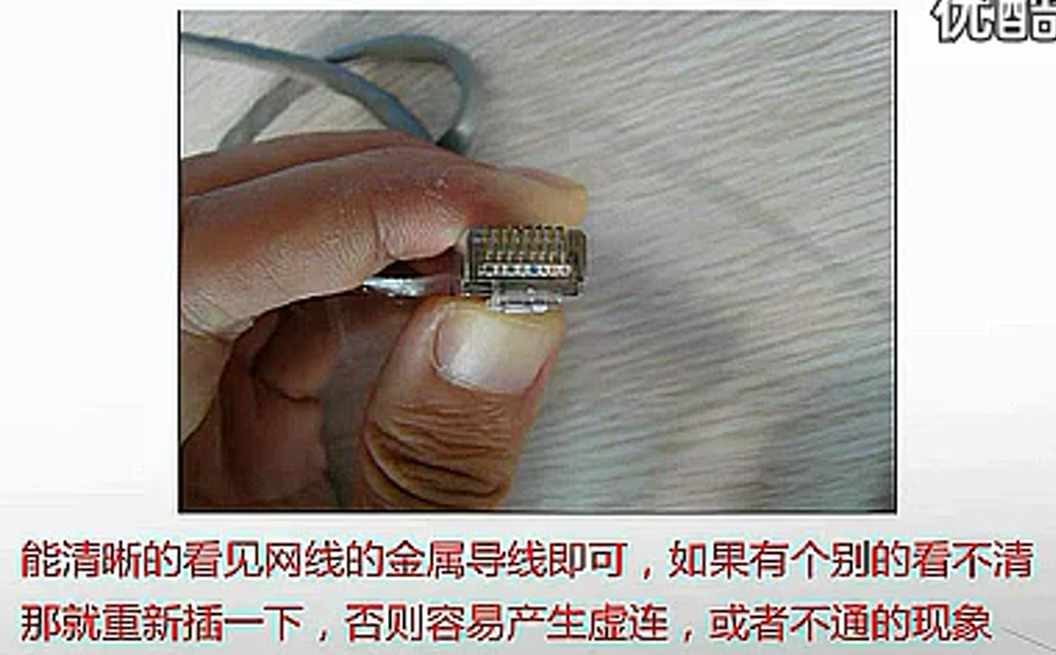 优酷
能清晰的看见网线的金属导线即可，如果有个别的看不清
那就重新插一下，否则容易产生虚连，或者不通的现象